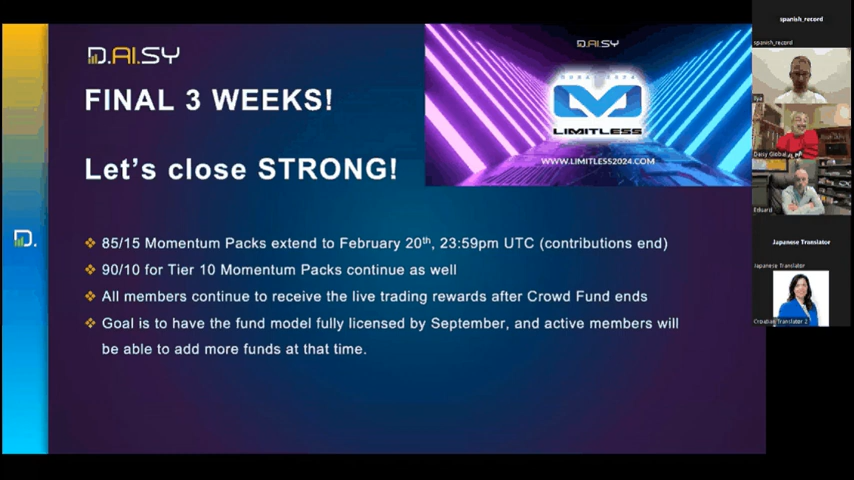 D.AI.SY
FINAL 3 WEEKS!
Let's close STRONG!
D.AI.SY
LIMITLESS
WWW.LIMITLESS2024.COM
D.
❖ 85/15 Momentum Packs extend to February 20th, 23:59pm UTC (contributions end)
❖ 90/10 for Tier 10 Momentum Packs continue as well
❖ All members continue to receive the live trading rewards after Crowd Fund ends
❖ Goal is to have the fund model fully licensed by September, and active members will
be able to add more funds at that time.
spanish_record
spanish_record
Ilya
Daisy Global
Eduard
Japanese Translator
Japanese Translator
Croatian Translator 2